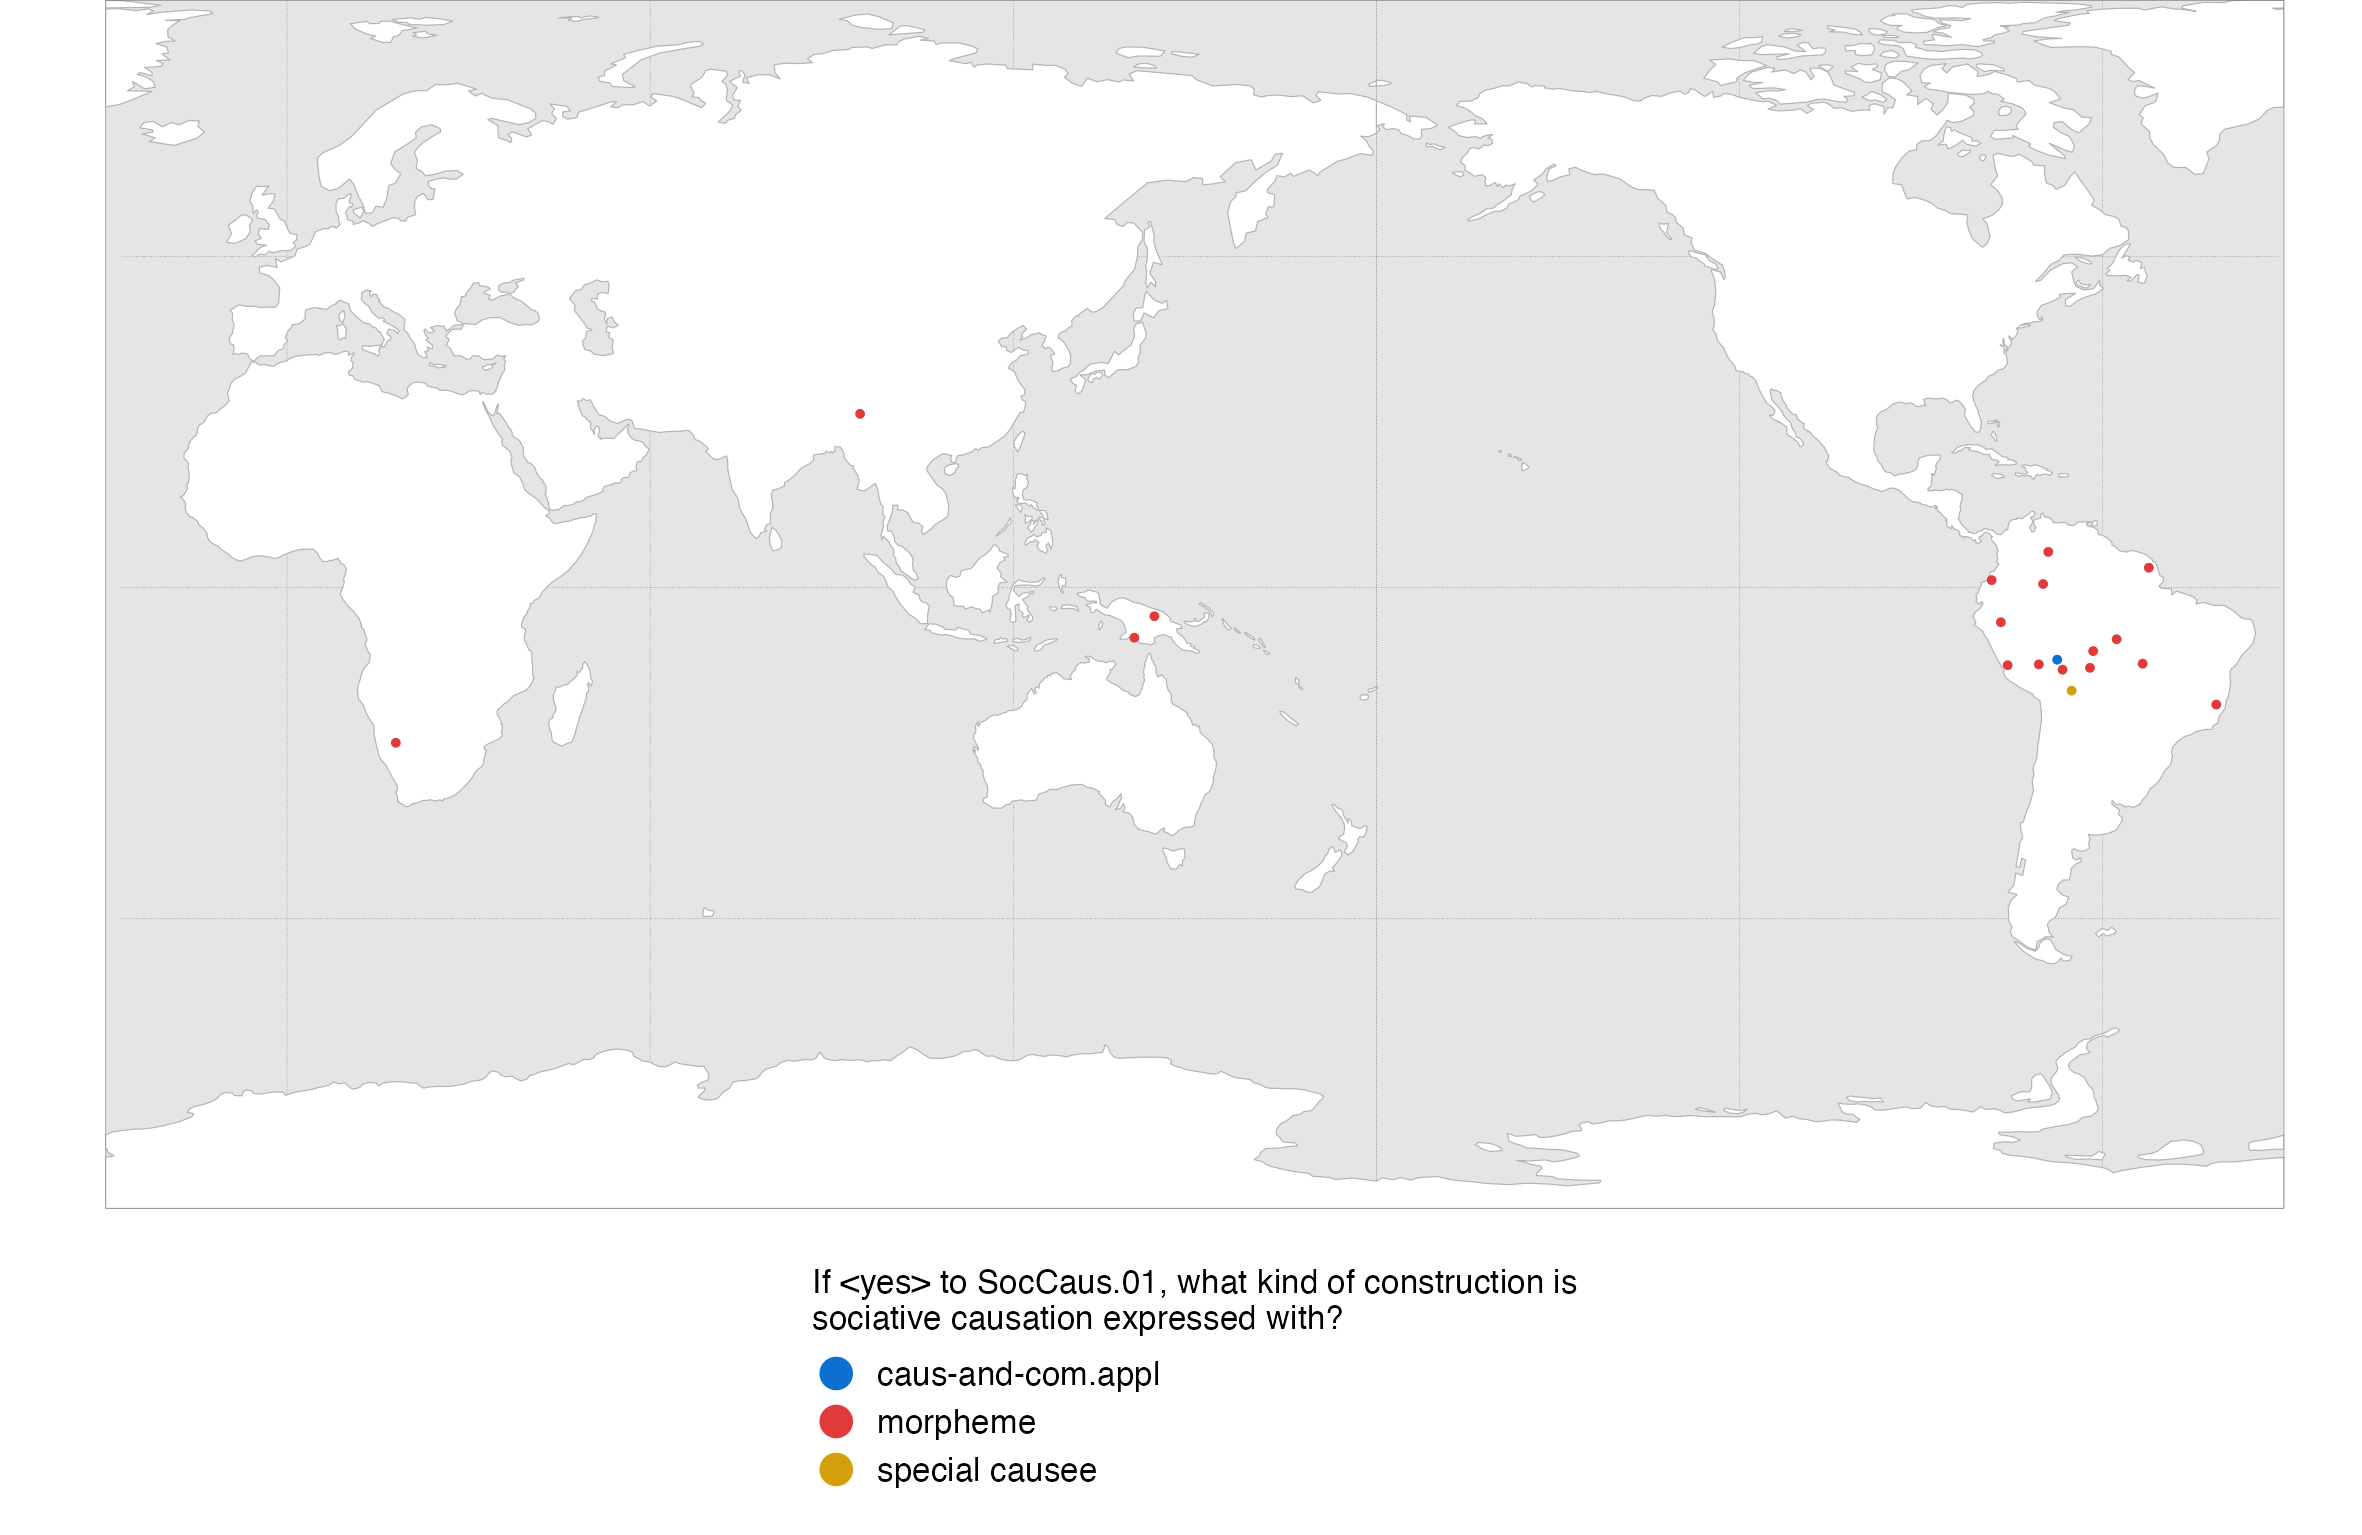 If <yes> to SocCaus.01, what kind of construction is
sociative causation expressed with?
caus-and-com.appl
morpheme
special causee